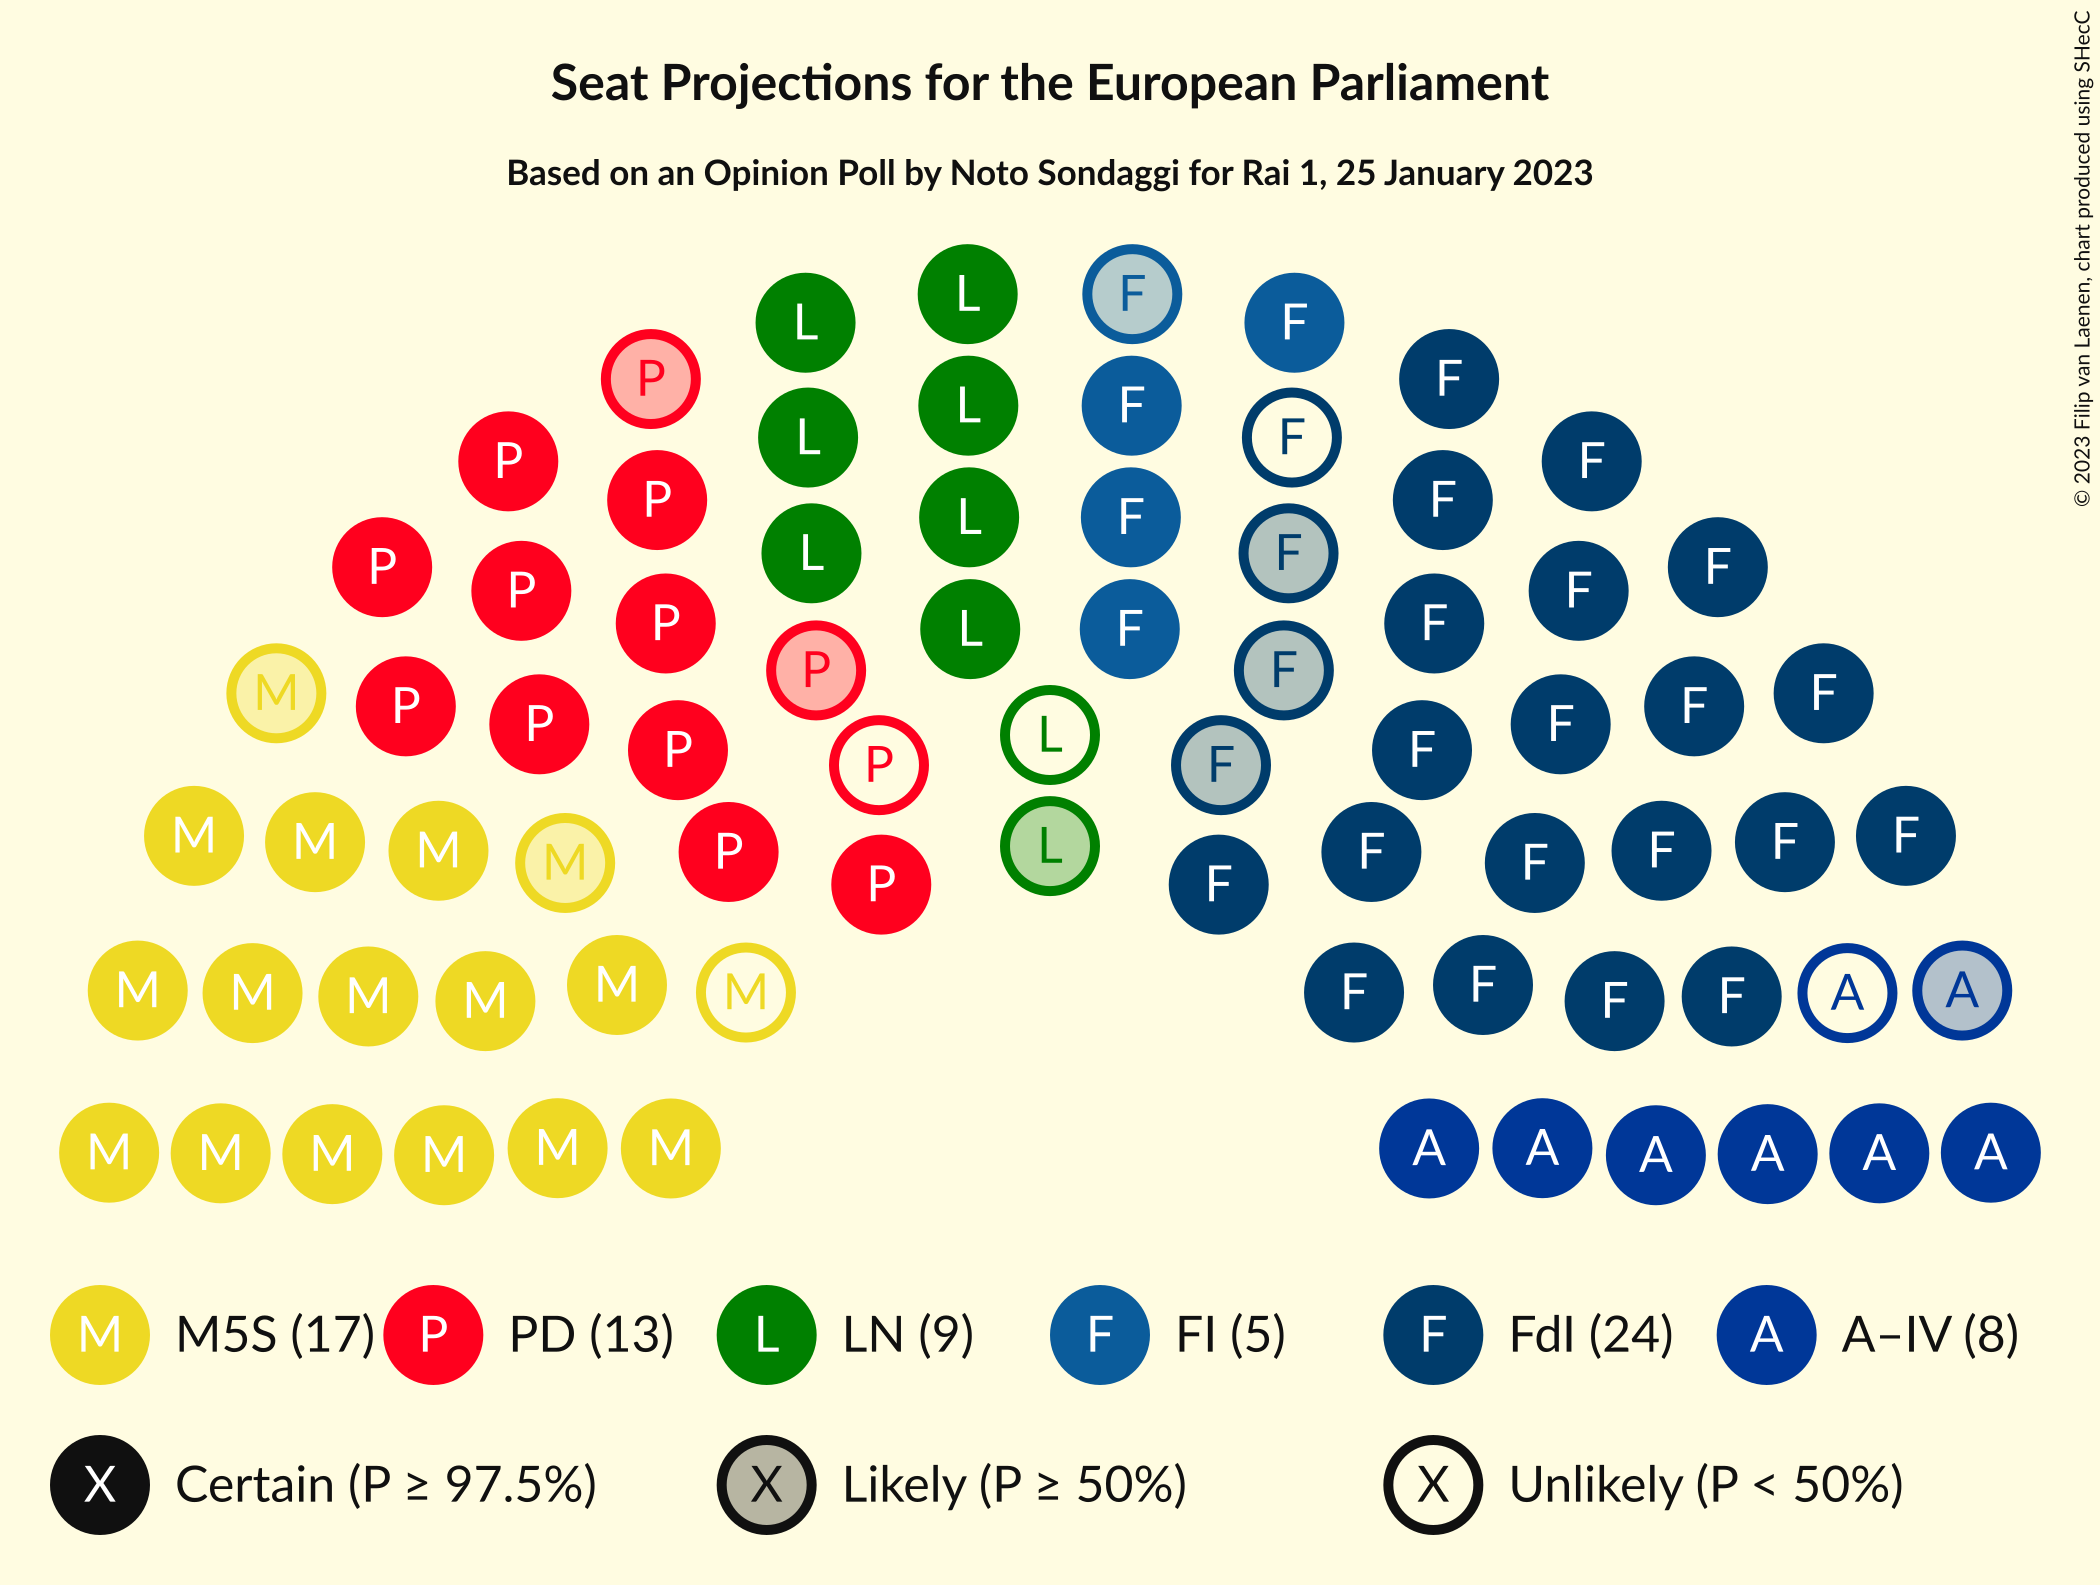 Seat Projections for the European Parliament
Based on an Opinion Poll by Noto Sondaggi for Rai 1, 25 January 2023
© 2023 Filip van Laenen, chart produced using SHecC
L F
L F
P F
L F
P F
L F
P F
L F
P F
P F
L F
P F
P F
L F
P F
M F
P F
P F
L
P F
P F
M M M F F F
P F
L
M F
P F
M M M M M M F F F F A A
M M M M M M A A A A A A
M M5S (17) P PD (13) L LN (9) F FI (5) F FdI (24) A A–IV (8)
X Certain (P ≥ 97.5%) X Likely (P ≥ 50%) X Unlikely (P < 50%)